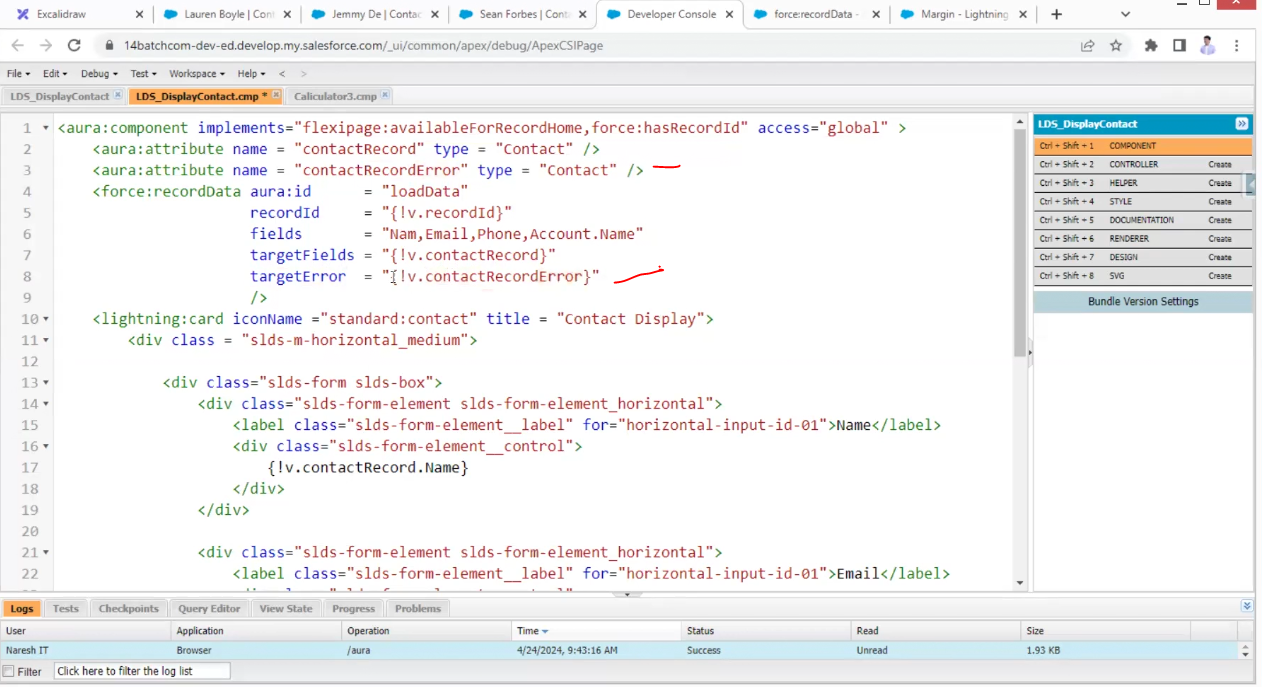 Excalidraw
Lauren Boyle | Cont
Jemmy De | Contac
Sean Forbes | Conta
Developer Console
force:recordData -
Margin - Lightning
14batchcom-dev-ed.develop.my.salesforce.com/_ui/common/apex/debug/ApexCSIPage
File Edit Debug Test Workspace Help < >
LDS_DisplayContact LDS_DisplayContact.cmp * Caliculator3.cmp
1 <aura:component implements="flexipage:availableForRecordHome,force:hasRecordId" access="global" >
2 <aura:attribute name = "contactRecord" type = "Contact" />
3 <aura:attribute name = "contactRecordError" type = "Contact" />
4 <force:recordData aura:id = "loadData"
5 recordId = "{!v.recordId}"
6 fields = "Nam,Email,Phone,Account.Name"
7 targetFields = "{!v.contactRecord}"
8 targetError = "{!v.contactRecordError}"
9 />
10 <lightning:card iconName ="standard:contact" title = "Contact Display">
11 <div class = "slds-m-horizontal_medium">
12
13 <div class="slds-form slds-box">
14 <div class="slds-form-element slds-form-element_horizontal">
15 <label class="slds-form-element__label" for="horizontal-input-id-01">Name</label>
16 <div class="slds-form-element__control">
17 {!v.contactRecord.Name}
18 </div>
19 </div>
20
21 <div class="slds-form-element slds-form-element_horizontal">
22 <label class="slds-form-element__label" for="horizontal-input-id-01">Email</label>
LDS_DisplayContact
Ctrl + Shift + 1 COMPONENT
Ctrl + Shift + 2 CONTROLLER Create
Ctrl + Shift + 3 HELPER Create
Ctrl + Shift + 4 STYLE Create
Ctrl + Shift + 5 DOCUMENTATION Create
Ctrl + Shift + 6 RENDERER Create
Ctrl + Shift + 7 DESIGN Create
Ctrl + Shift + 8 SVG Create
Bundle Version Settings
Logs Tests Checkpoints Query Editor View State Progress Problems
User Application Operation Time Status Read Size
Naresh IT Browser /aura 4/24/2024, 9:43:16 AM Success Unread 1.93 KB
Filter Click here to filter the log list